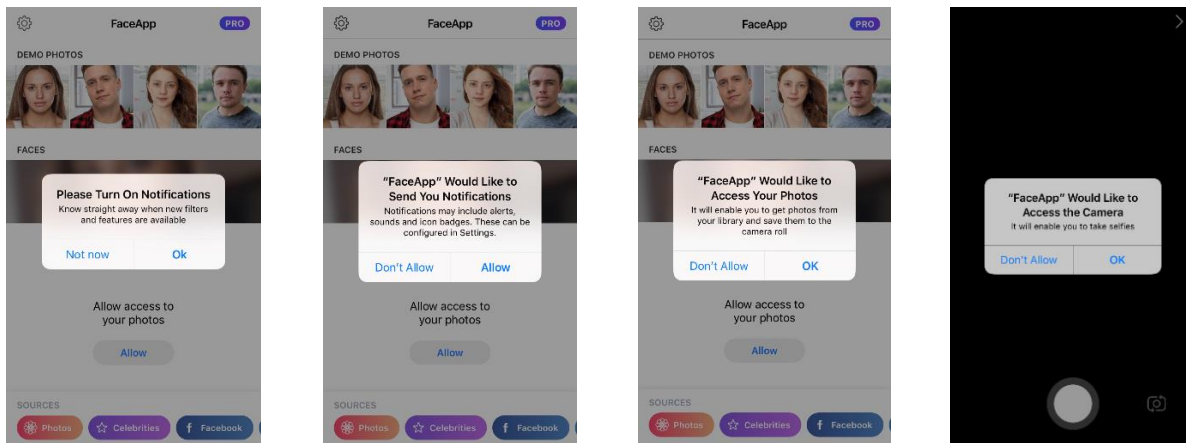 FaceApp
PRO
DEMO PHOTOS
FACES
Please Turn On Notifications
Know straight away when new filters
and features are available
Not now
Ok
Allow access to
your photos
Allow
SOURCES
Photos
Celebrities
Facebook
FaceApp
PRO
DEMO PHOTOS
FACES
“FaceApp” Would Like to
Send You Notifications
Notifications may include alerts,
sounds and icon badges. These can be
configured in Settings.
Don’t Allow
Allow
Allow access to
your photos
Allow
SOURCES
Photos
Celebrities
Facebook
FaceApp
PRO
DEMO PHOTOS
FACES
“FaceApp” Would Like to
Access Your Photos
It will enable you to get photos from
your library and save them to the
camera roll
Don’t Allow
OK
Allow access to
your photos
Allow
SOURCES
Photos
Celebrities
Facebook
“FaceApp” Would Like to
Access the Camera
It will enable you to take selfies
Don’t Allow
OK